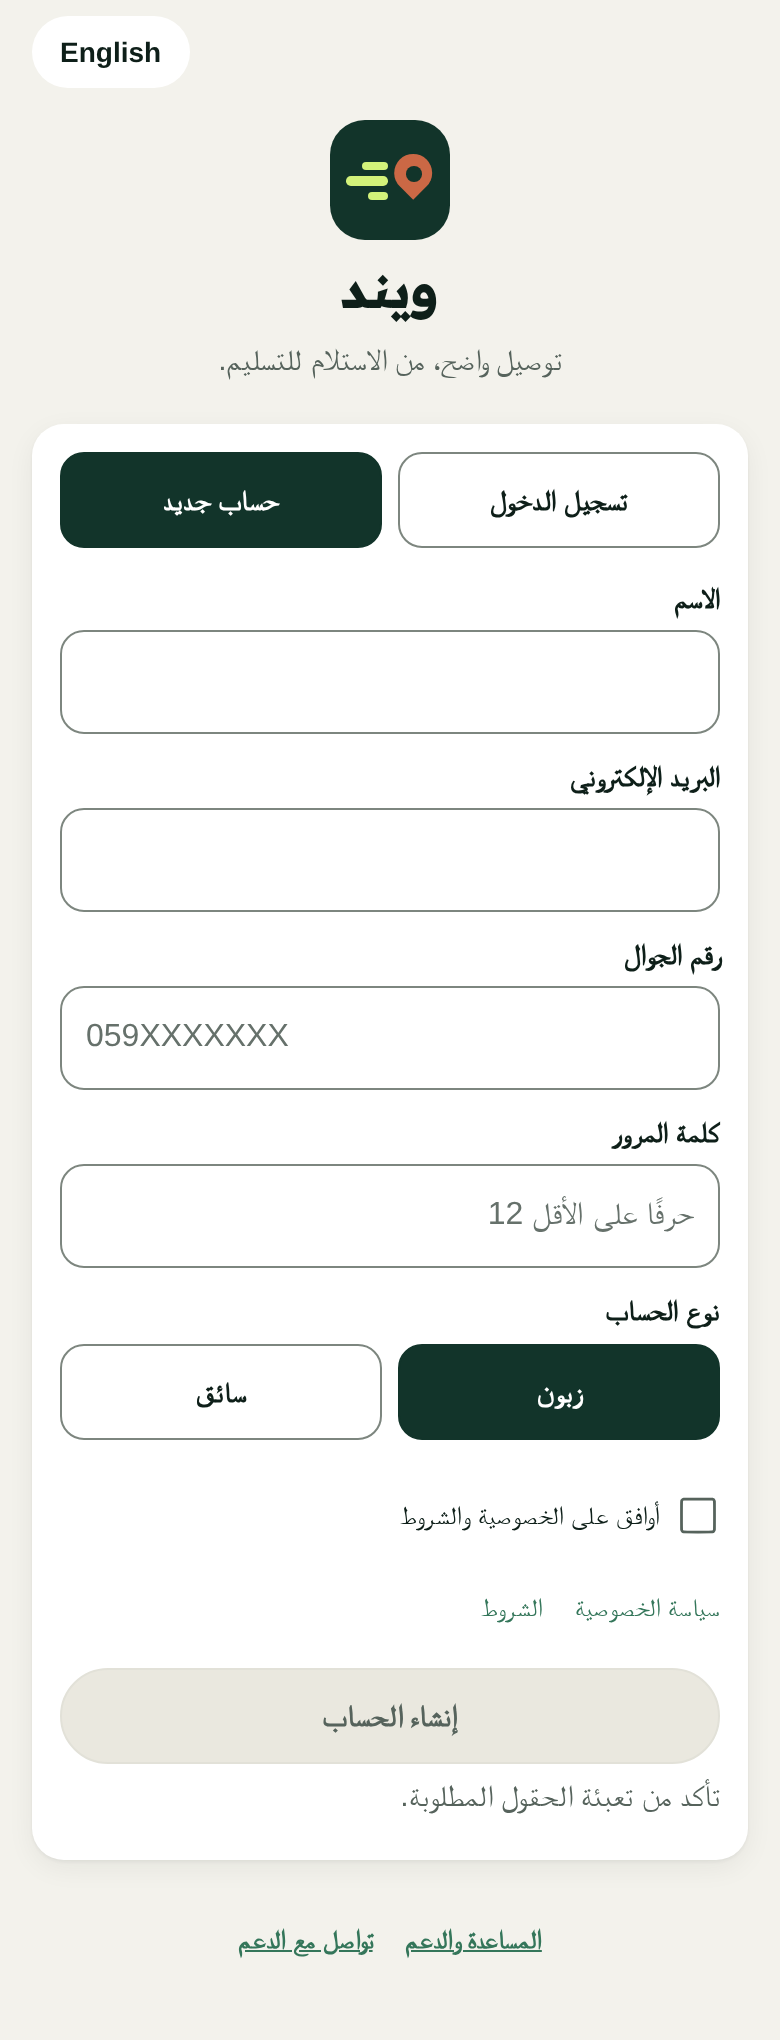 English
ويند
توصيل واضح، من الاستلام للتسليم.
تسجيل الدخول
حساب جديد
الاسم
البريد الإلكتروني
رقم الجوال
059XXXXXXX
كلمة المرور
حرفًا على الأقل 12
نوع الحساب
زبون
سائق
أوافق على الخصوصية والشروط
سياسة الخصوصية
الشروط
إنشاء الحساب
تأكد من تعبئة الحقول المطلوبة.
المساعدة والدعم
تواصل مع الدعم